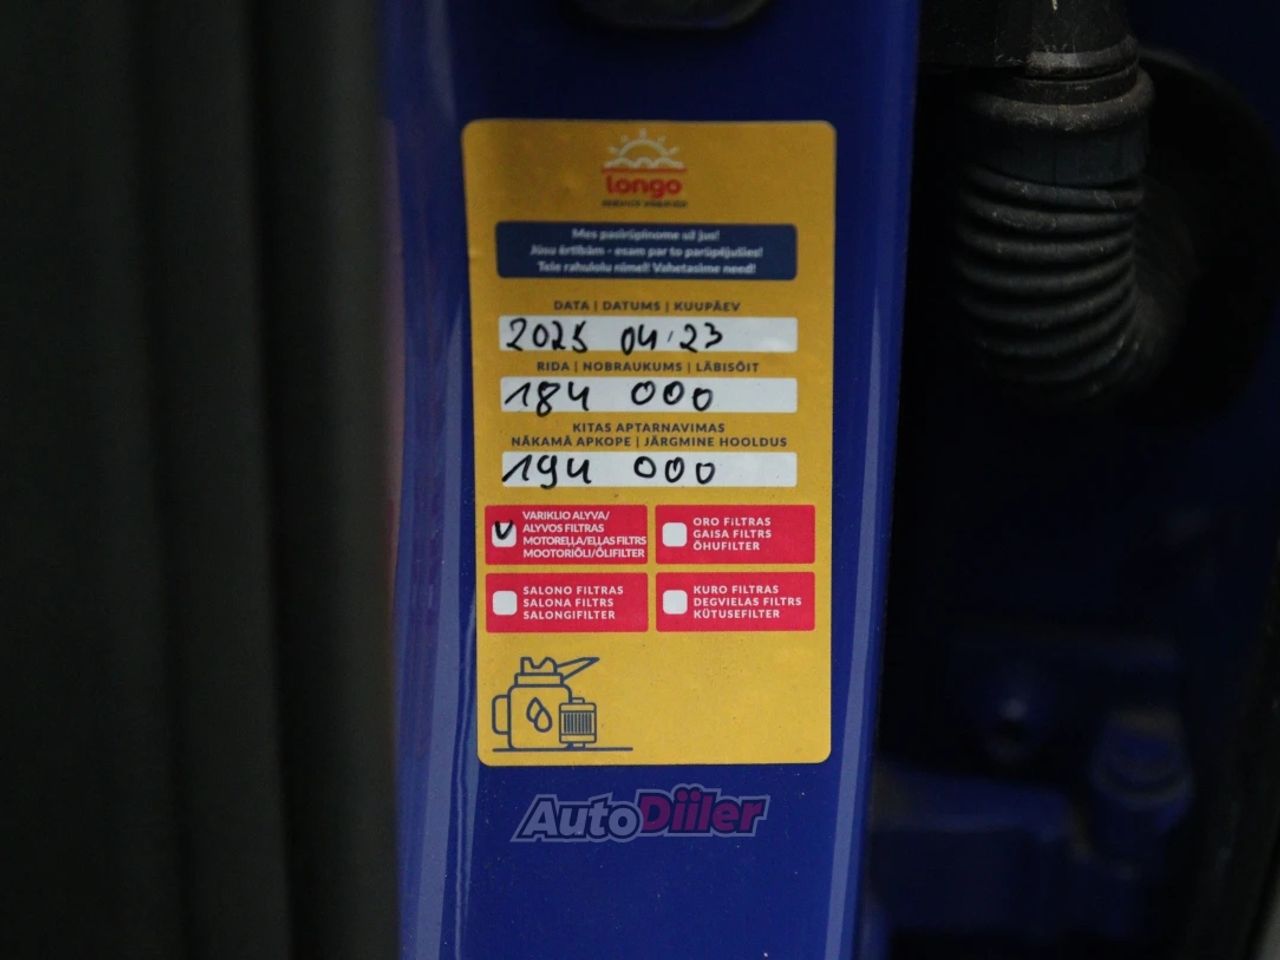 longo
Mes pasirūpinome už jus!
Jūsu ērtībām - esam par to parūpējušies!
Teie rahulolu nimel! Vahetasime need!
DATA | DATUMS | KUUPÄEV
2025 04.23
RIDA | NOBRAUKUMS | LÄBISÕIT
184 000
KITAS APTARNAVIMAS
NĀKAMĀ APKOPE | JÄRGMINE HOOLDUS
194 000
VARIKLIO ALYVA/
ALYVOS FILTRAS
MOTOREĻĻA/EĻĻAS FILTRS
MOOTORIÕLI/ÕLIFILTER
ORO FILTRAS
GAISA FILTRS
ÕHUFILTER
SALONO FILTRAS
SALONA FILTRS
SALONGIFILTER
KURO FILTRAS
DEGVIELAS FILTRS
KÜTUSEFILTER
AutoDiiler